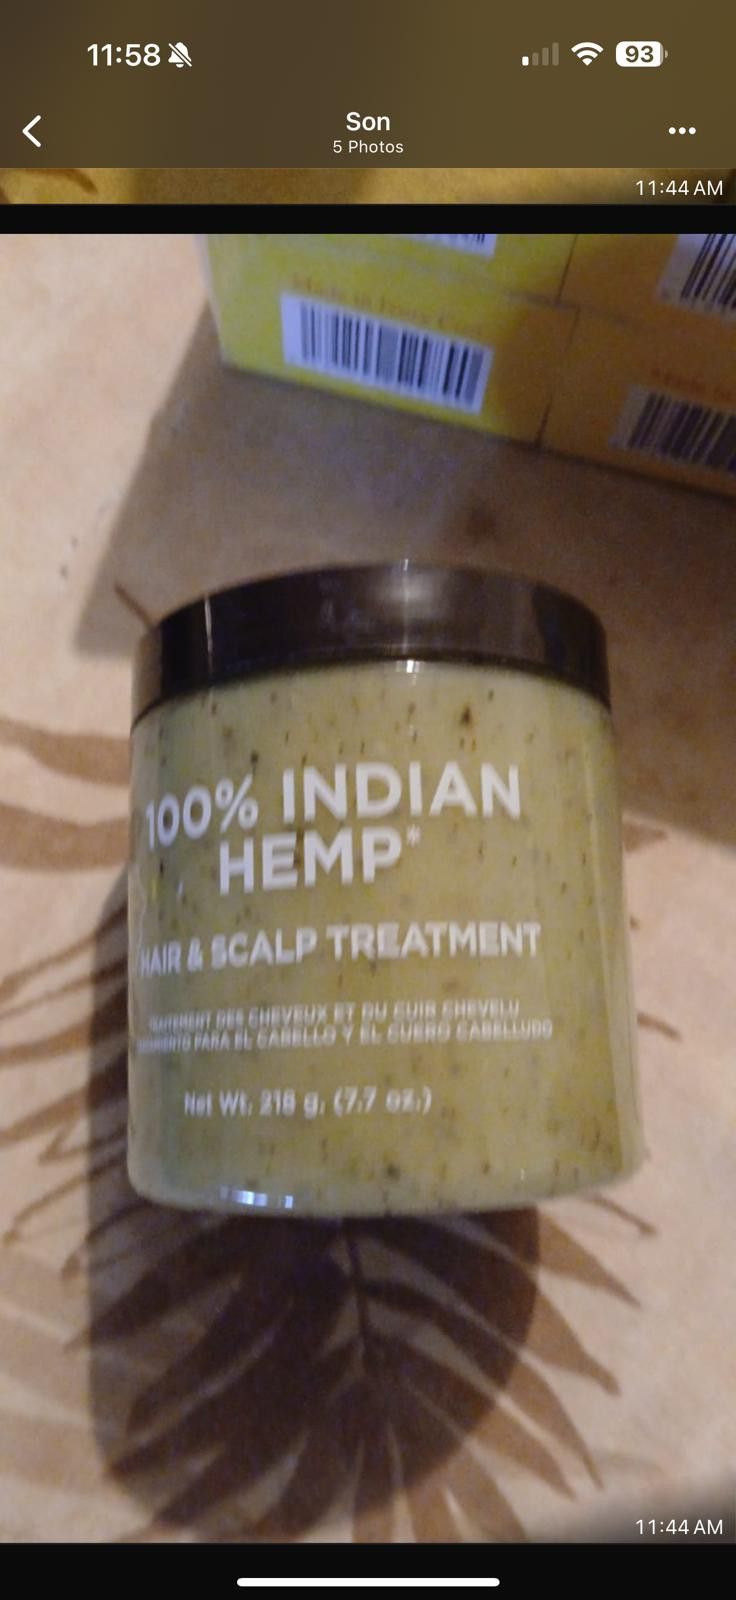 11:58
93
Son
5 Photos
11:44 AM
100% INDIAN
HEMP*
HAIR & SCALP TREATMENT
TRAITEMENT DES CHEVEUX ET DU CUIR CHEVELU
PARA EL CABELLO Y EL CUERO CABELLUDO
Net Wt. 218 g. (7.7 oz.)
11:44 AM